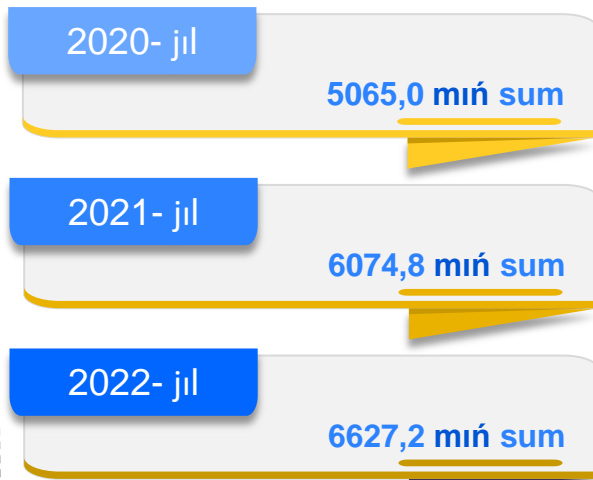 2020- jıl
5065,0 mıń sum
2021- jıl
6074,8 mıń sum
2022- jıl
6627,2 mıń sum